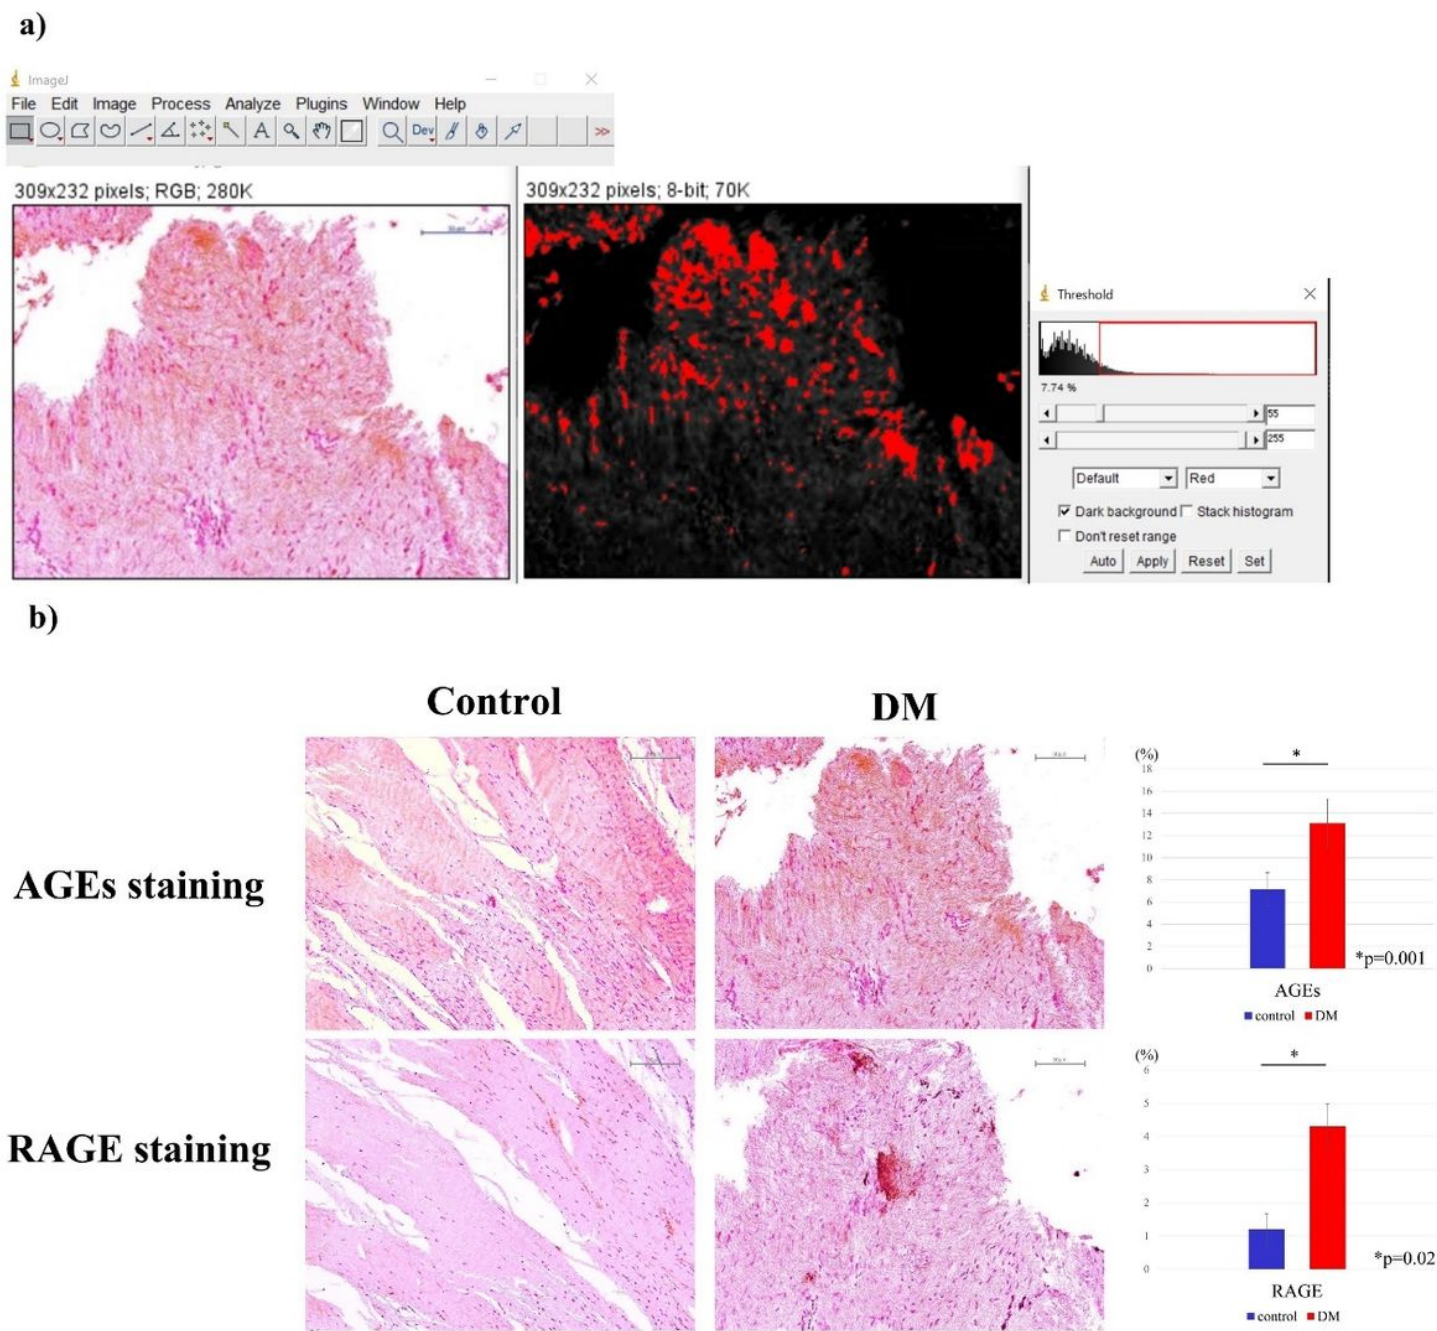 a)
ImageJ
File Edit Image Process Analyze Plugins Window Help
A Dev >>
309x232 pixels; RGB; 280K
309x232 pixels; 8-bit; 70K
Threshold
7.74 %
55
255
Default Red
Dark background Stack histogram
Don't reset range
Auto Apply Reset Set
b)
Control DM
AGEs staining
(%)
18
16
14
12
10
8
6
4
2
0
*
*p=0.001
AGEs
control DM
RAGE staining
(%)
6
5
4
3
2
1
0
*
*p=0.02
RAGE
control DM